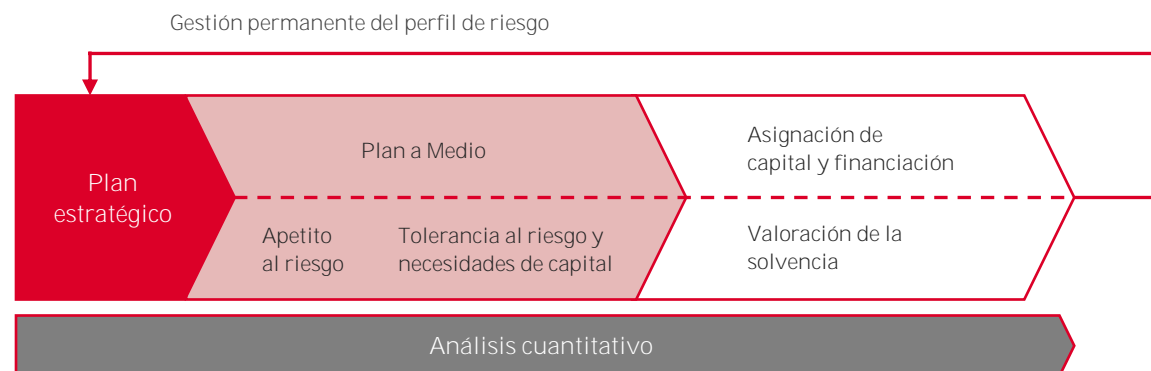 Gestión permanente del perfil de riesgo
Plan
estratégico
Plan a Medio
Apetito
al riesgo
Tolerancia al riesgo y
necesidades de capital
Asignación de
capital y financiación
Valoración de la
solvencia
Análisis cuantitativo